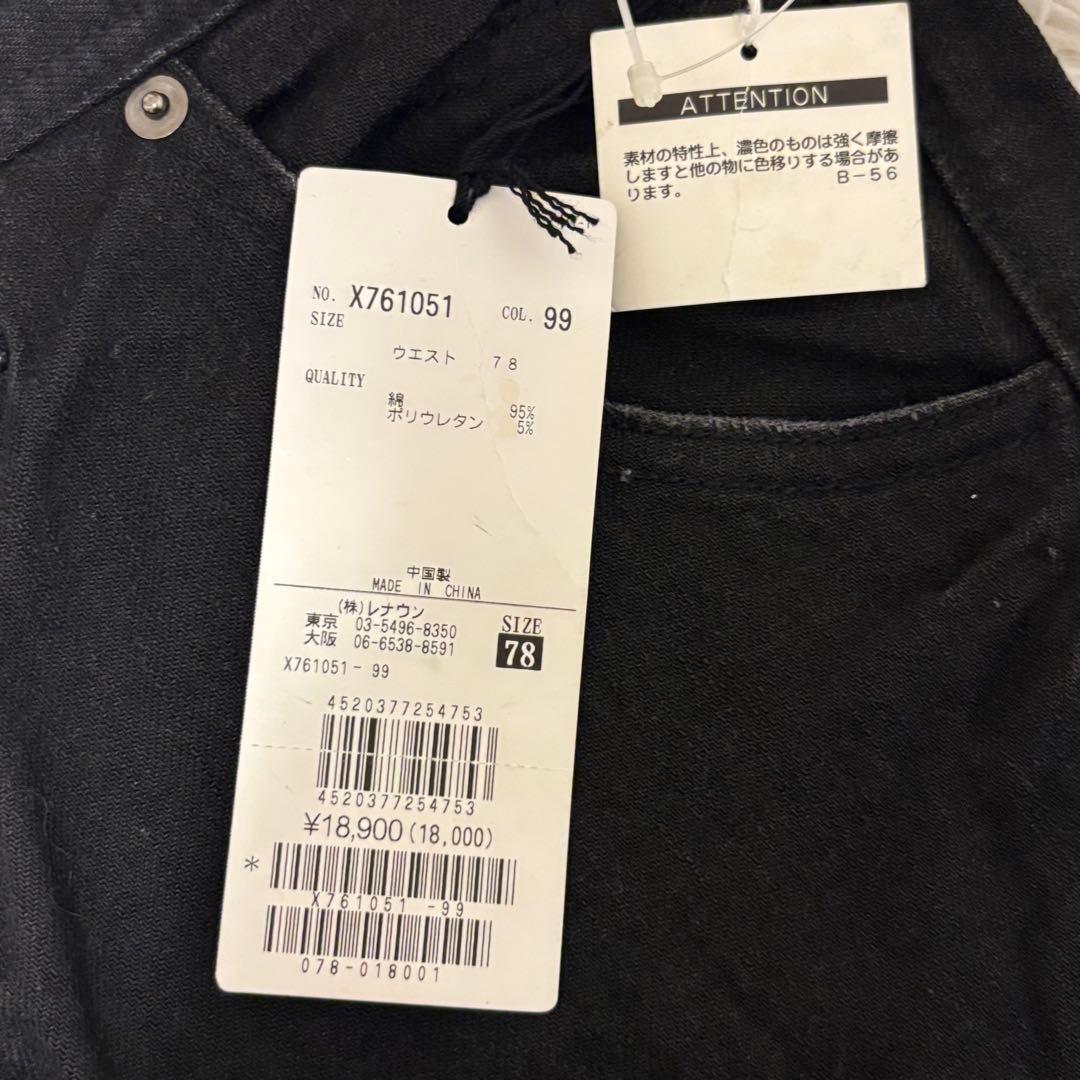 ATTENTION
素材の特性上、濃色のものは強く摩擦
しますと他の物に色移りする場合があ
ります。 B-56
NO. X761051 COL. 99
SIZE
ウエスト 78
QUALITY
綿 95%
ポリウレタン 5%
中国製
MADE IN CHINA
(株)レナウン
東京 03-5496-8350
大阪 06-6538-8591
SIZE
78
X761051-99
4520377254753
4520377254753
¥18,900(18,000)
*
X761051 -99
078-018001